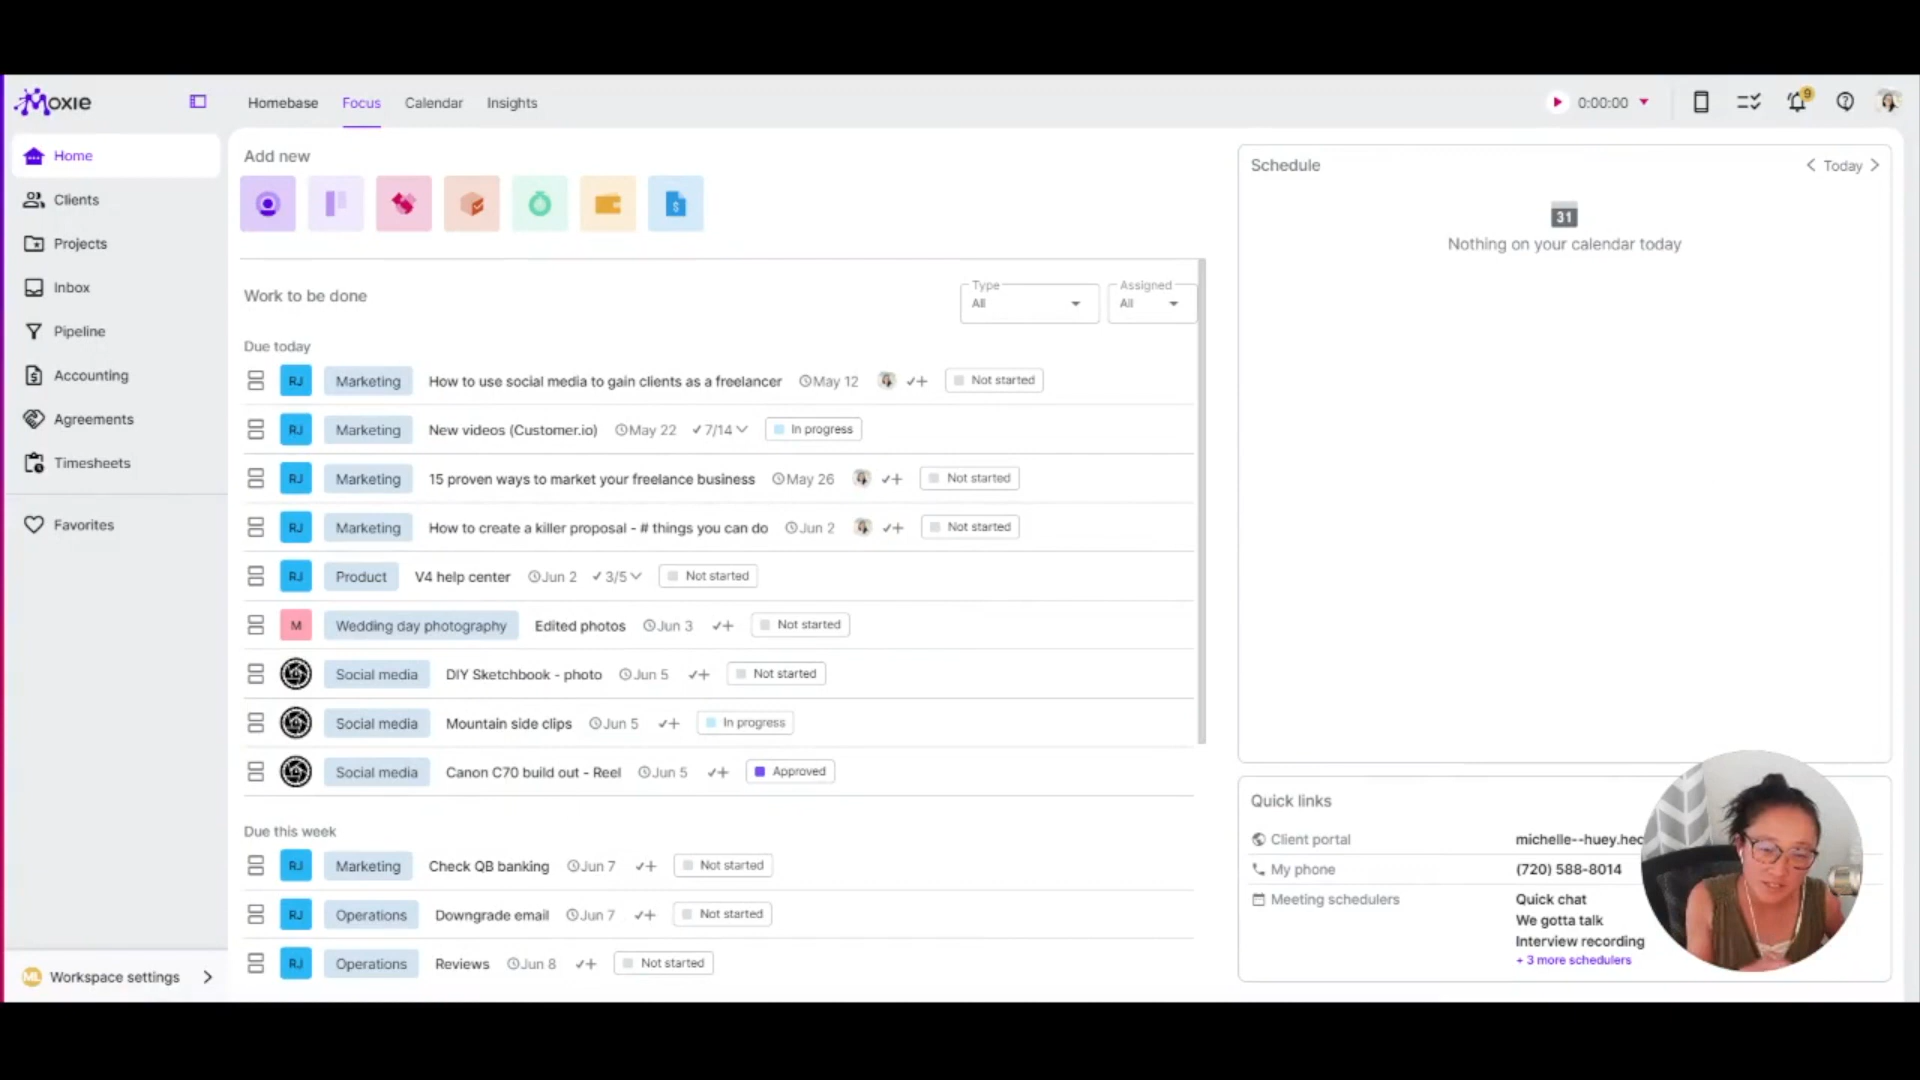 Moxie
Homebase Focus Calendar Insights
0:00:00
9
Home
Clients
Projects
Inbox
Pipeline
Accounting
Agreements
Timesheets
Favorites
Workspace settings
Add new
Work to be done
Type
All
Assigned
All
Due today
RJ Marketing How to use social media to gain clients as a freelancer May 12 Not started
RJ Marketing New videos (Customer.io) May 22 7/14 In progress
RJ Marketing 15 proven ways to market your freelance business May 26 Not started
RJ Marketing How to create a killer proposal - # things you can do Jun 2 Not started
RJ Product V4 help center Jun 2 3/5 Not started
M Wedding day photography Edited photos Jun 3 Not started
Social media DIY Sketchbook - photo Jun 5 Not started
Social media Mountain side clips Jun 5 In progress
Social media Canon C70 build out - Reel Jun 5 Approved
Due this week
RJ Marketing Check QB banking Jun 7 Not started
RJ Operations Downgrade email Jun 7 Not started
RJ Operations Reviews Jun 8 Not started
Schedule
Today
31
Nothing on your calendar today
Quick links
Client portal michelle--huey.hec
My phone (720) 588-8014
Meeting schedulers Quick chat
We gotta talk
Interview recording
+ 3 more schedulers